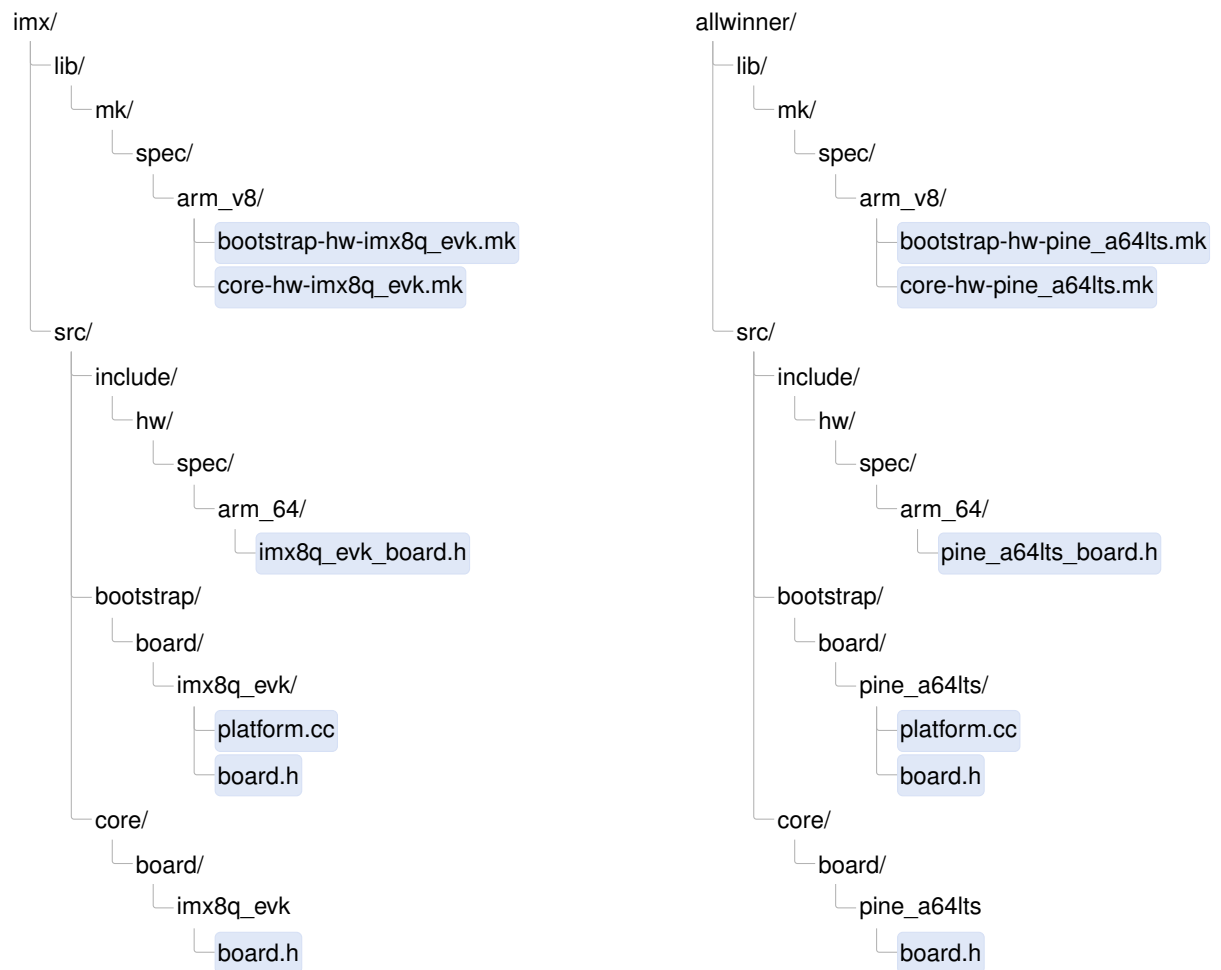 imx/
lib/
mk/
spec/
arm_v8/
bootstrap-hw-imx8q_evk.mk
core-hw-imx8q_evk.mk
src/
include/
hw/
spec/
arm_64/
imx8q_evk_board.h
bootstrap/
board/
imx8q_evk/
platform.cc
board.h
core/
board/
imx8q_evk
board.h
allwinner/
lib/
mk/
spec/
arm_v8/
bootstrap-hw-pine_a64lts.mk
core-hw-pine_a64lts.mk
src/
include/
hw/
spec/
arm_64/
pine_a64lts_board.h
bootstrap/
board/
pine_a64lts/
platform.cc
board.h
core/
board/
pine_a64lts
board.h